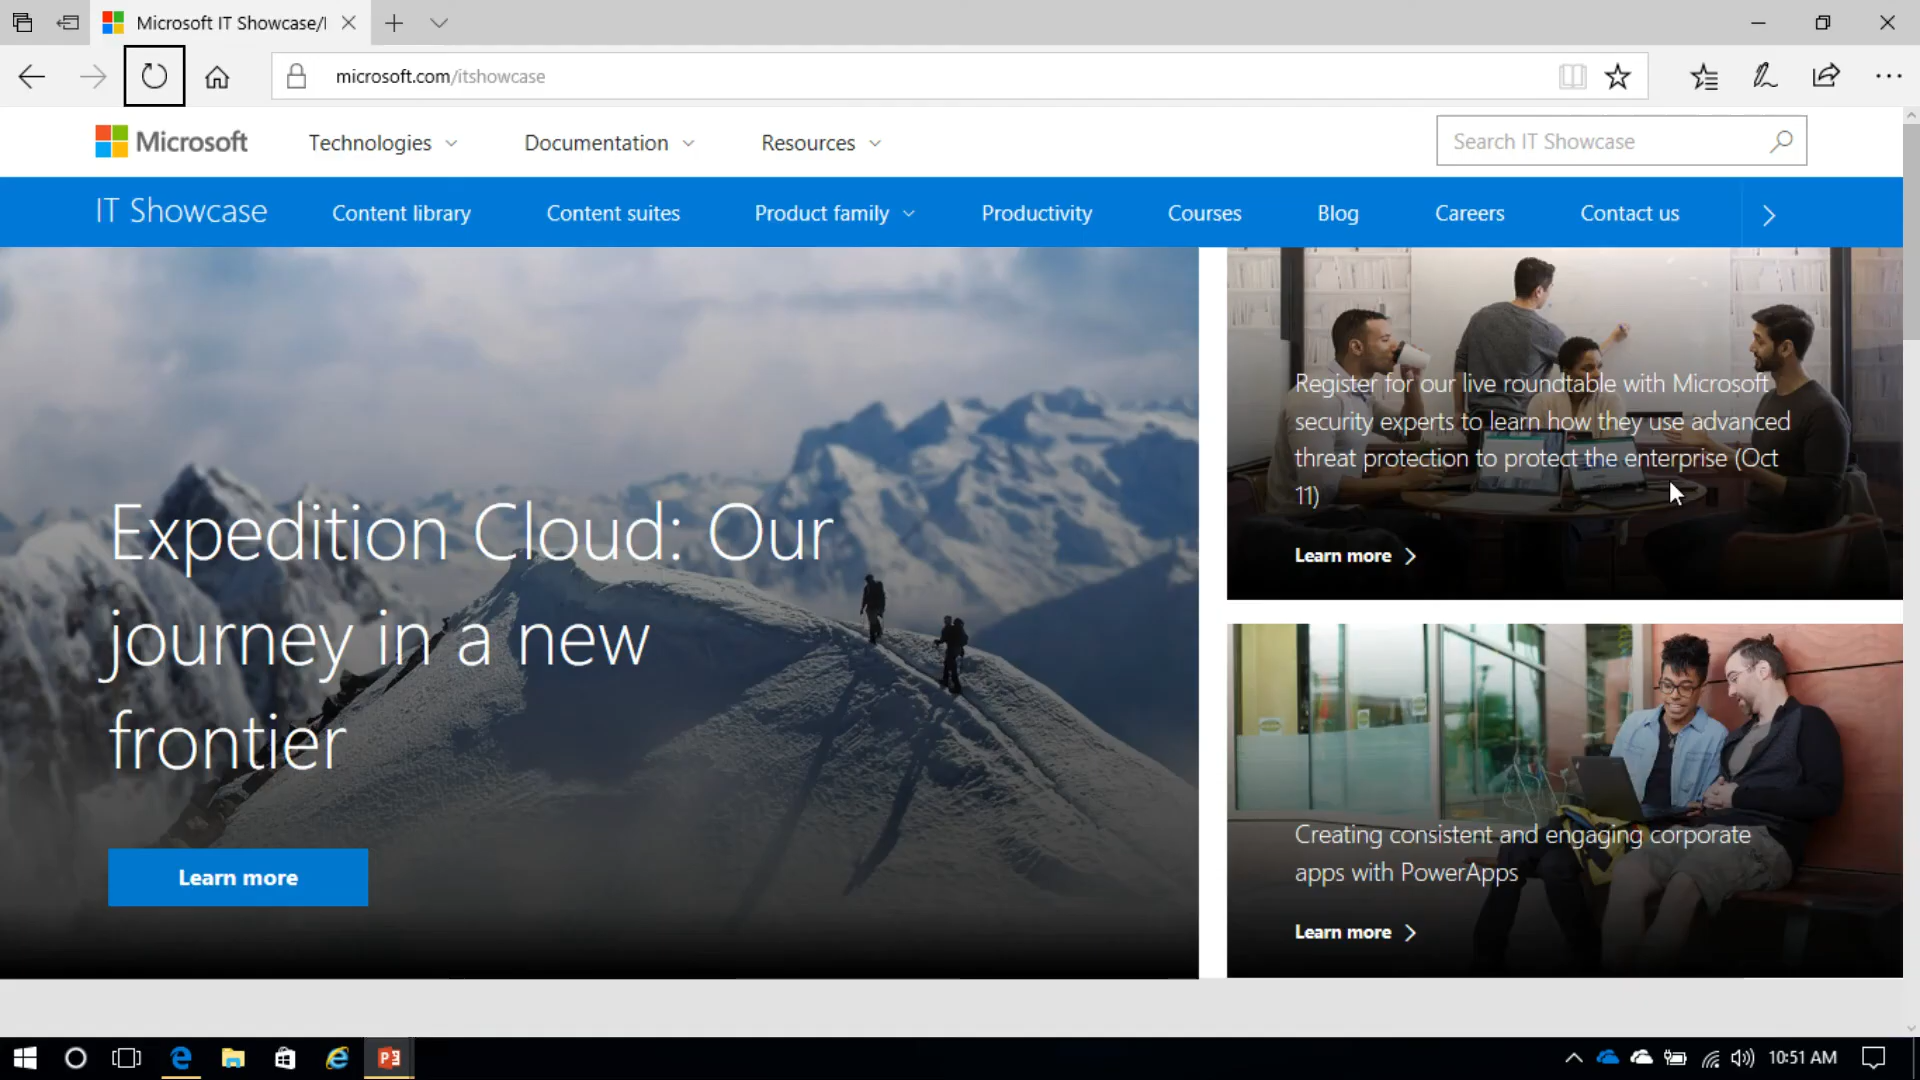 Microsoft IT Showcase/I
microsoft.com/itshowcase
Microsoft Technologies Documentation Resources Search IT Showcase
IT Showcase Content library Content suites Product family Productivity Courses Blog Careers Contact us
Expedition Cloud: Our
journey in a new
frontier
Learn more
Register for our live roundtable with Microsoft
security experts to learn how they use advanced
threat protection to protect the enterprise (Oct
11)
Learn more
Creating consistent and engaging corporate
apps with PowerApps
Learn more
10:51 AM